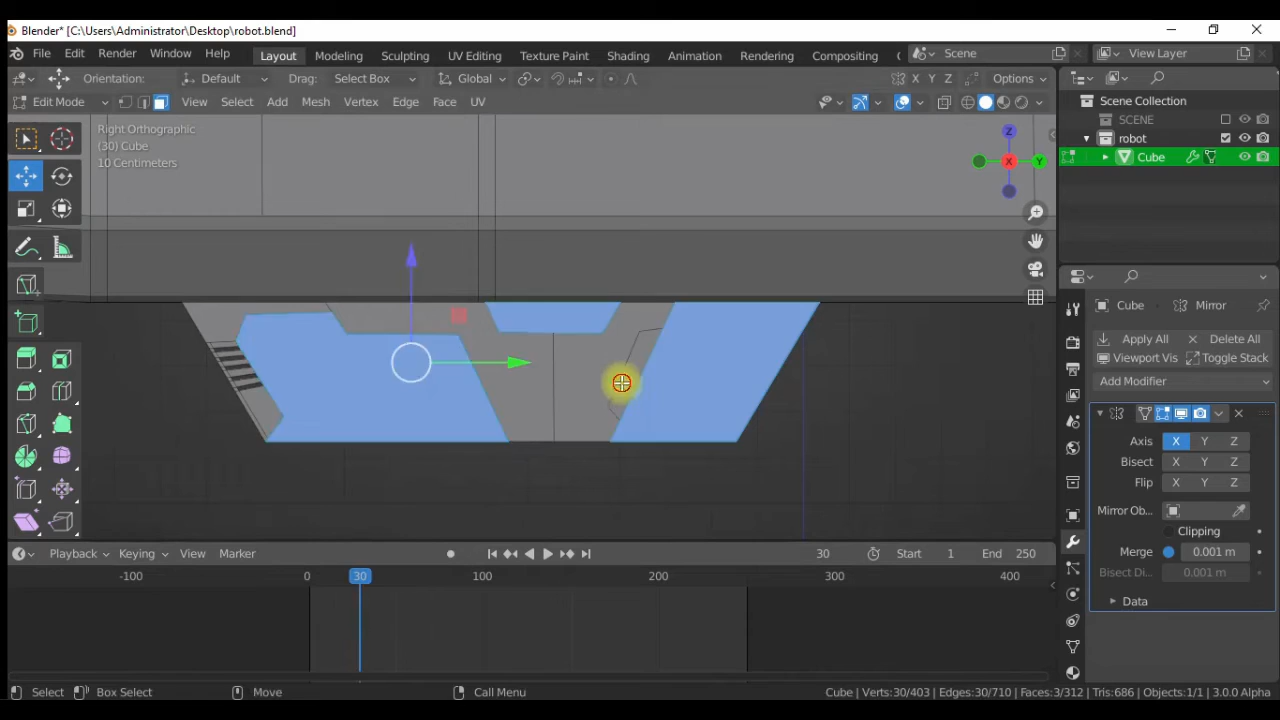 Blender* [C:\Users\Administrator\Desktop\robot.blend]
File Edit Render Window Help Layout Modeling Sculpting UV Editing Texture Paint Shading Animation Rendering Compositing Scene View Layer
Orientation: Default Drag: Select Box Global X Y Z Options
Edit Mode View Select Add Mesh Vertex Edge Face UV
Scene Collection
SCENE
robot
Cube
Right Orthographic
(30) Cube
10 Centimeters
Z
Y
X
Cube Mirror
Apply All Delete All
Viewport Vis Toggle Stack
Add Modifier
Axis X Y Z
Bisect X Y Z
Flip X Y Z
Mirror Ob...
Clipping
Merge 0.001 m
Bisect Di... 0.001 m
Data
Playback Keying View Marker 30 Start 1 End 250
-100 0 30 100 200 300 400
Select Box Select Move Call Menu Cube | Verts:30/403 | Edges:30/710 | Faces:3/312 | Tris:686 | Objects:1/1 | 3.0.0 Alpha